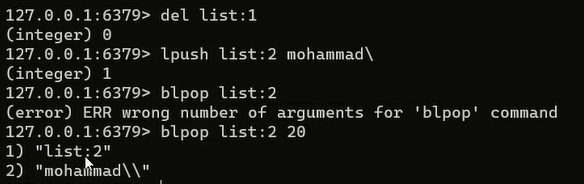 127.0.0.1:6379> del list:1
(integer) 0
127.0.0.1:6379> lpush list:2 mohammad\
(integer) 1
127.0.0.1:6379> blpop list:2
(error) ERR wrong number of arguments for 'blpop' command
127.0.0.1:6379> blpop list:2 20
1) "list:2"
2) "mohammad\\"